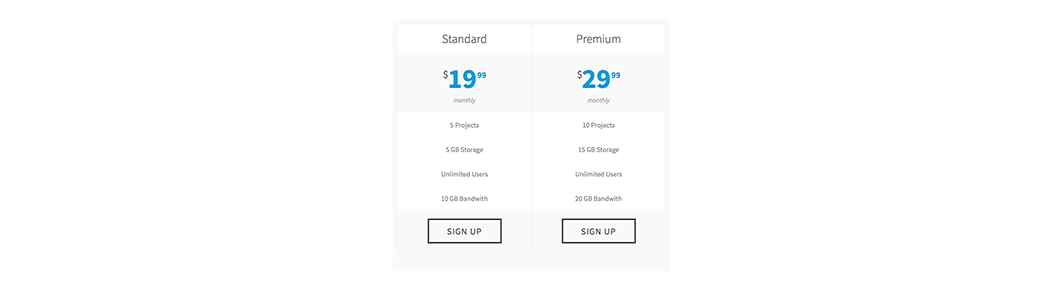 Standard
Premium
$19 99
$29 99
monthly
monthly
5 Projects
10 Projects
5 GB Storage
15 GB Storage
Unlimited Users
Unlimited Users
10 GB Bandwith
20 GB Bandwith
SIGN UP
SIGN UP